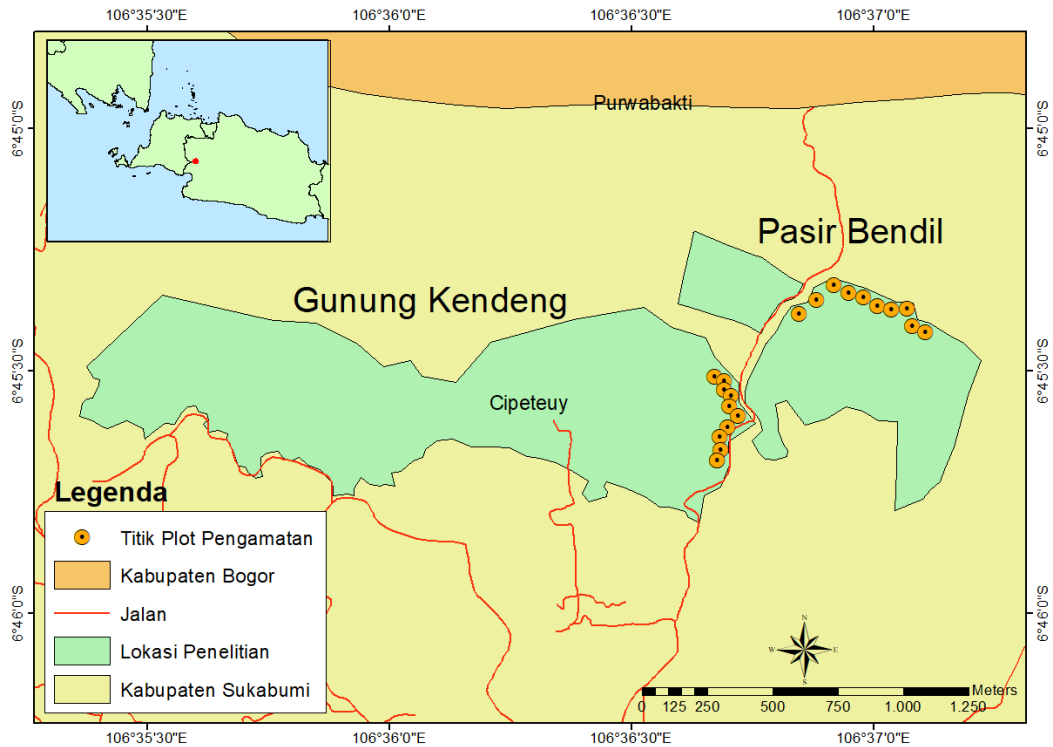 106°35'30"E 106°36'0"E 106°36'30"E 106°37'0"E
Purwabakti
6°45'0"S 6°45'0"S
Pasir Bendil
Gunung Kendeng
6°45'30"S 6°45'30"S
Cipeteuy
Legenda
Titik Plot Pengamatan
Kabupaten Bogor
Jalan
Lokasi Penelitian
Kabupaten Sukabumi
6°46'0"S 6°46'0"S
N
W E
S
Meters
0 125 250 500 750 1.000 1.250
106°35'30"E 106°36'0"E 106°36'30"E 106°37'0"E